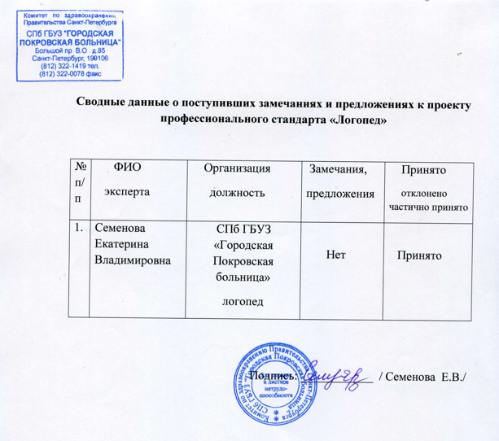 Комитет по здравоохранению
Правительства Санкт-Петербурга
СПб ГБУЗ "ГОРОДСКАЯ
ПОКРОВСКАЯ БОЛЬНИЦА"
Большой пр. В.О. д.85
Санкт-Петербург, 199106
(812) 322-1419 тел.
(812) 322-0078 факс
Сводные данные о поступивших замечаниях и предложениях к проекту
профессионального стандарта «Логопед»
№ п/п
ФИО эксперта
Организация должность
Замечания, предложения
Принято отклонено частично принято
1.
Семенова
Екатерина
Владимировна
СПб ГБУЗ
«Городская
Покровская
больница»
логопед
Нет
Принято
Подпись: / Семенова Е.В./
нетрудо-
способности